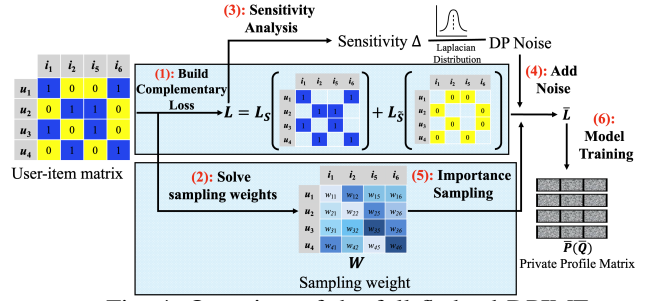 (3): Sensitivity
Analysis
Sensitivity Δ
Laplacian
Distribution
DP Noise
i1 i2 i5 i6
u1 1 0 0 1
u2 0 1 1 0
u3 1 0 1 0
u4 0 1 0 1
User-item matrix
(1): Build
Complementary
Loss
L = LS
i1 i2 i5 i6
u1 1 1
u2 1 1
u3 1 1
u4 1 1
+ LS̄
i1 i2 i5 i6
u1 0 0
u2 0 0
u3 0 0
u4 0 0
(4): Add
Noise
L̄
(6):
Model
Training
(2): Solve
sampling weights
i1 i2 i5 i6
u1 w11 w12 w15 w16
u2 w21 w22 w25 w26
u3 w31 w32 w35 w36
u4 w41 w42 w45 w46
W
Sampling weight
(5): Importance
Sampling
P̄(Q̄)
Private Profile Matrix